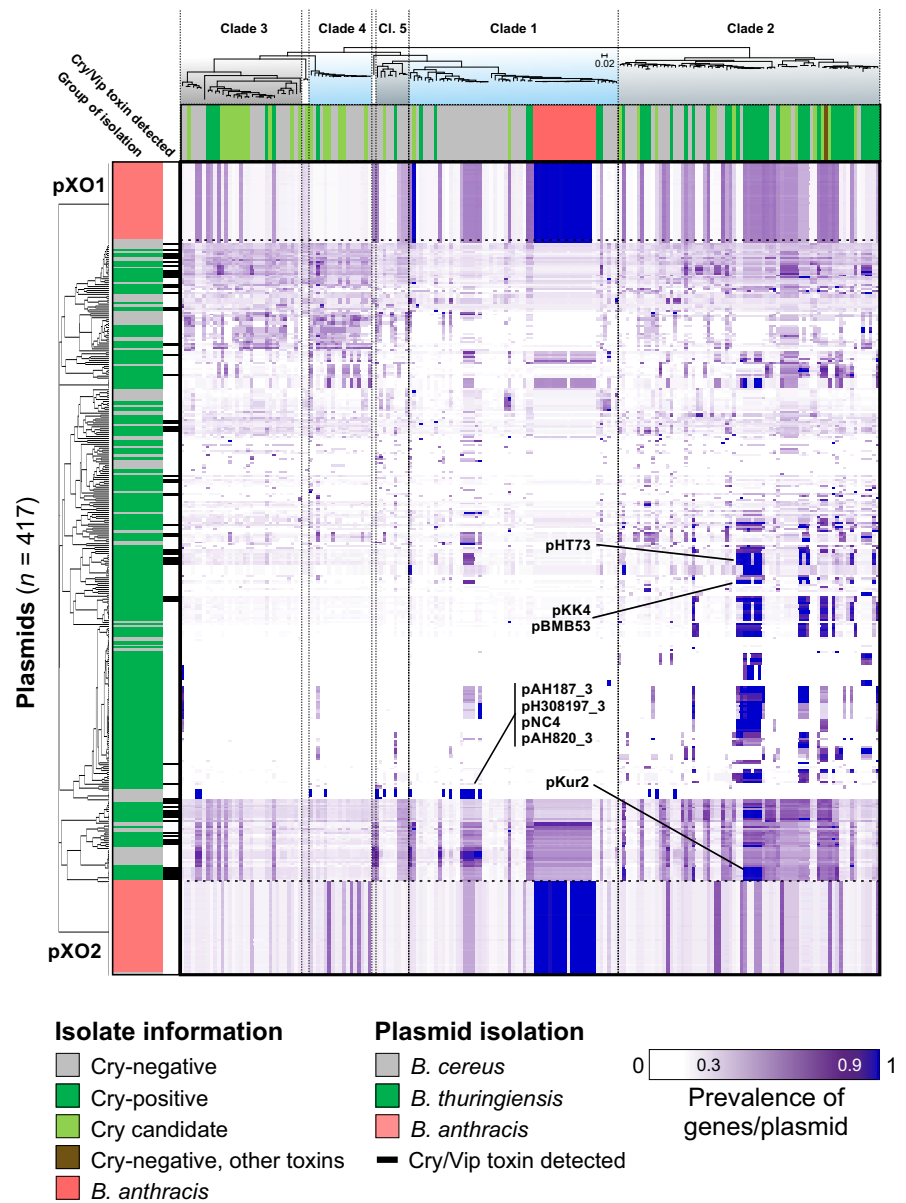 Clade 3
Clade 4
Cl. 5
Clade 1
Clade 2
0.02
Cry/Vip toxin detected
Group of isolation
pXO1
Plasmids (n = 417)
pHT73
pKK4
pBMB53
pAH187_3
pH308197_3
pNC4
pAH820_3
pKur2
pXO2
Isolate information
Cry-negative
Cry-positive
Cry candidate
Cry-negative, other toxins
B. anthracis
Plasmid isolation
B. cereus
B. thuringiensis
B. anthracis
Cry/Vip toxin detected
0 0.3 0.9 1
Prevalence of
genes/plasmid